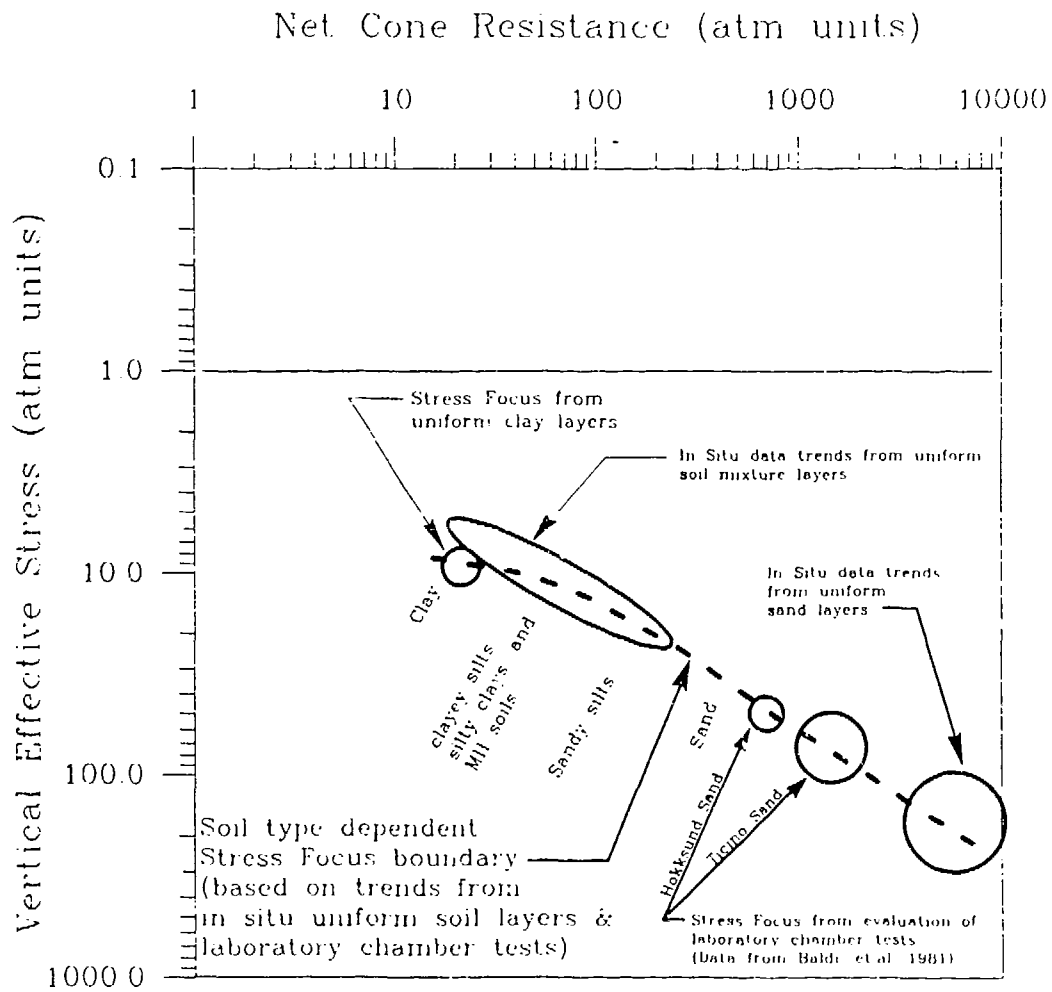 Net Cone Resistance (atm units)
1 10 100 1000 10000
Vertical Effective Stress (atm units)
0.1
1.0
10.0
100.0
1000.0
Stress Focus from
uniform clay layers
In Situ data trends from uniform
soil mixture layers
In Situ data trends
from uniform
sand layers
Clay
clayey silts
silty clays and
MH soils
Sandy silts
Sand
Hokksund Sand
Ticino Sand
Soil type dependent
Stress Focus boundary
(based on trends from
in situ uniform soil layers &
laboratory chamber tests)
Stress Focus from evaluation of
laboratory chamber tests
(Data from Baldi et al 1981)